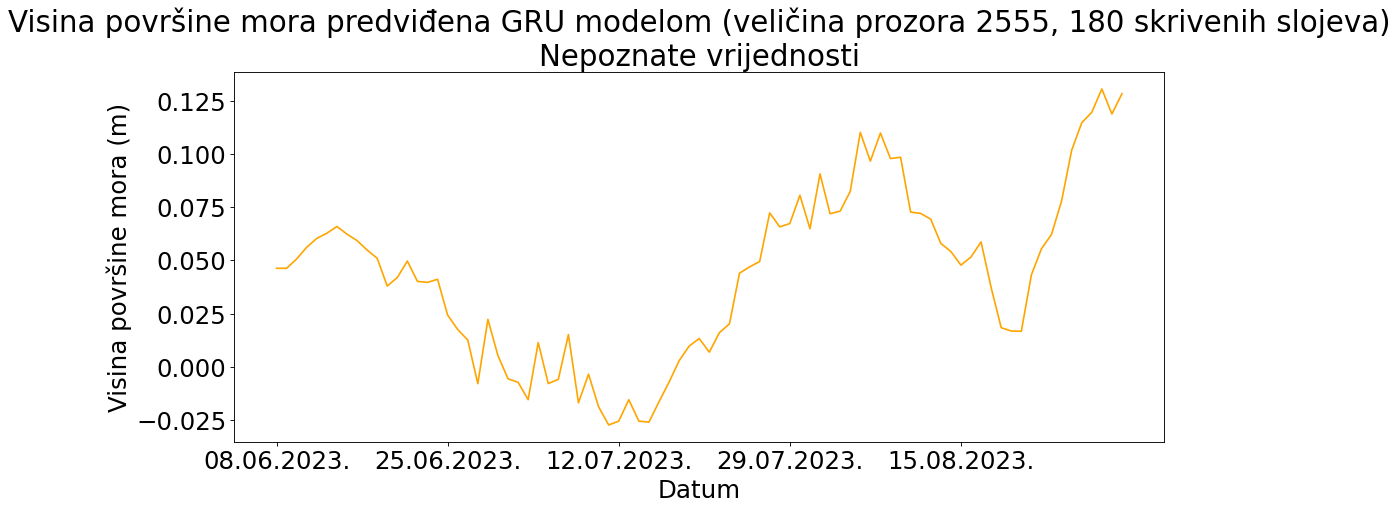 Visina površine mora predviđena GRU modelom (veličina prozora 2555, 180 skrivenih slojeva)
Nepoznate vrijednosti
Visina površine mora (m)
0.125
0.100
0.075
0.050
0.025
0.000
−0.025
08.06.2023. 25.06.2023. 12.07.2023. 29.07.2023. 15.08.2023.
Datum